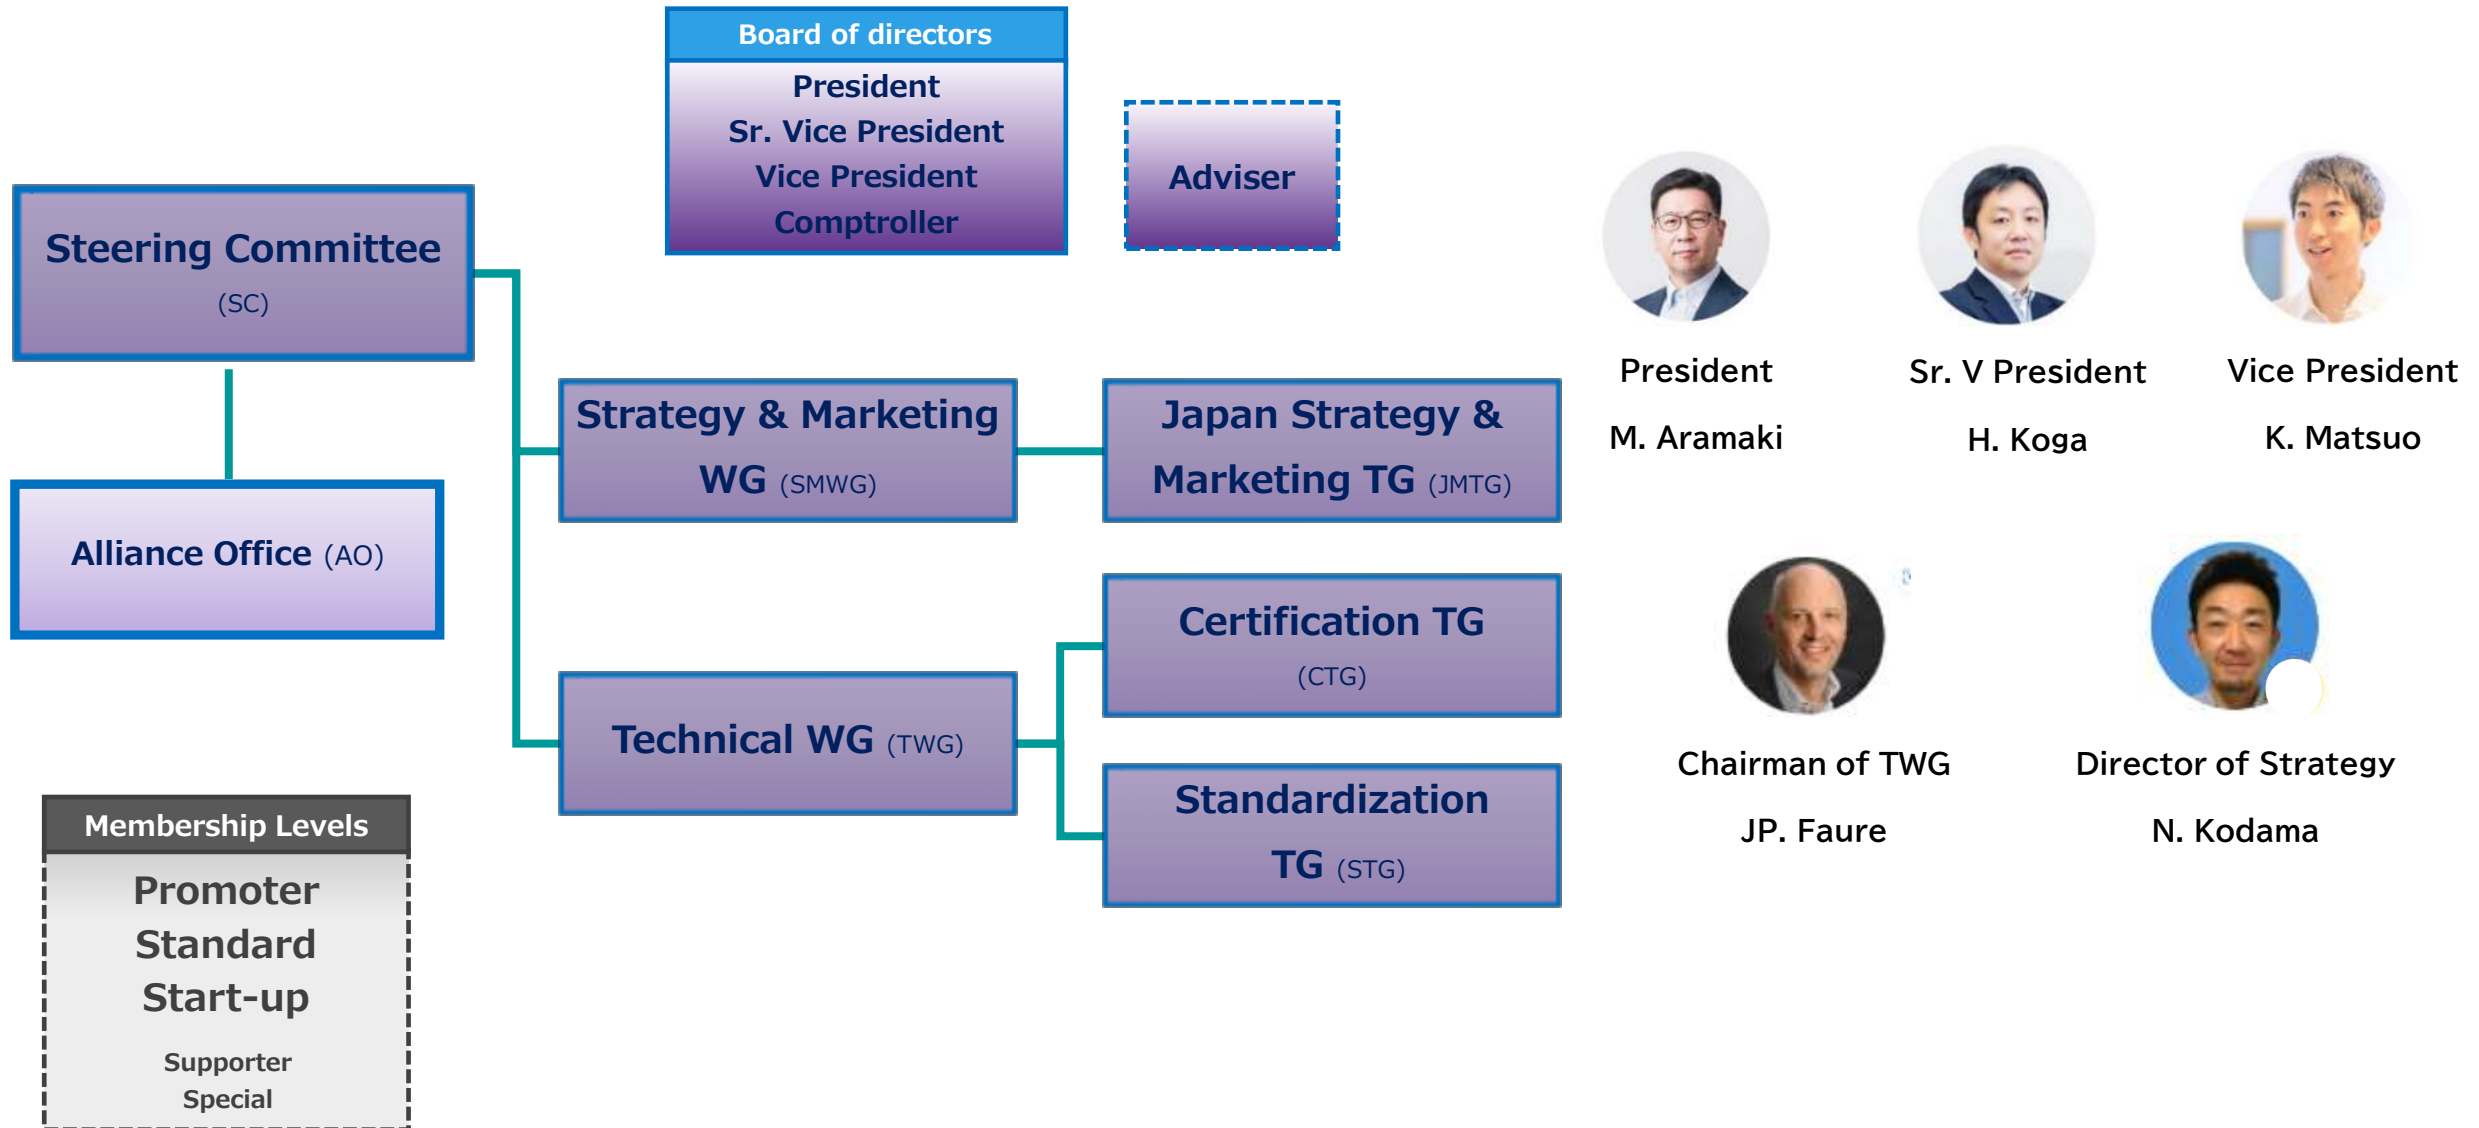 Board of directors
President
Sr. Vice President
Vice President
Comptroller
Adviser
Steering Committee
(SC)
Alliance Office (AO)
Strategy & Marketing
WG (SMWG)
Japan Strategy &
Marketing TG (JMTG)
Technical WG (TWG)
Certification TG
(CTG)
Standardization
TG (STG)
Membership Levels
Promoter
Standard
Start-up
Supporter
Special
President
M. Aramaki
Sr. V President
H. Koga
Vice President
K. Matsuo
Chairman of TWG
JP. Faure
Director of Strategy
N. Kodama